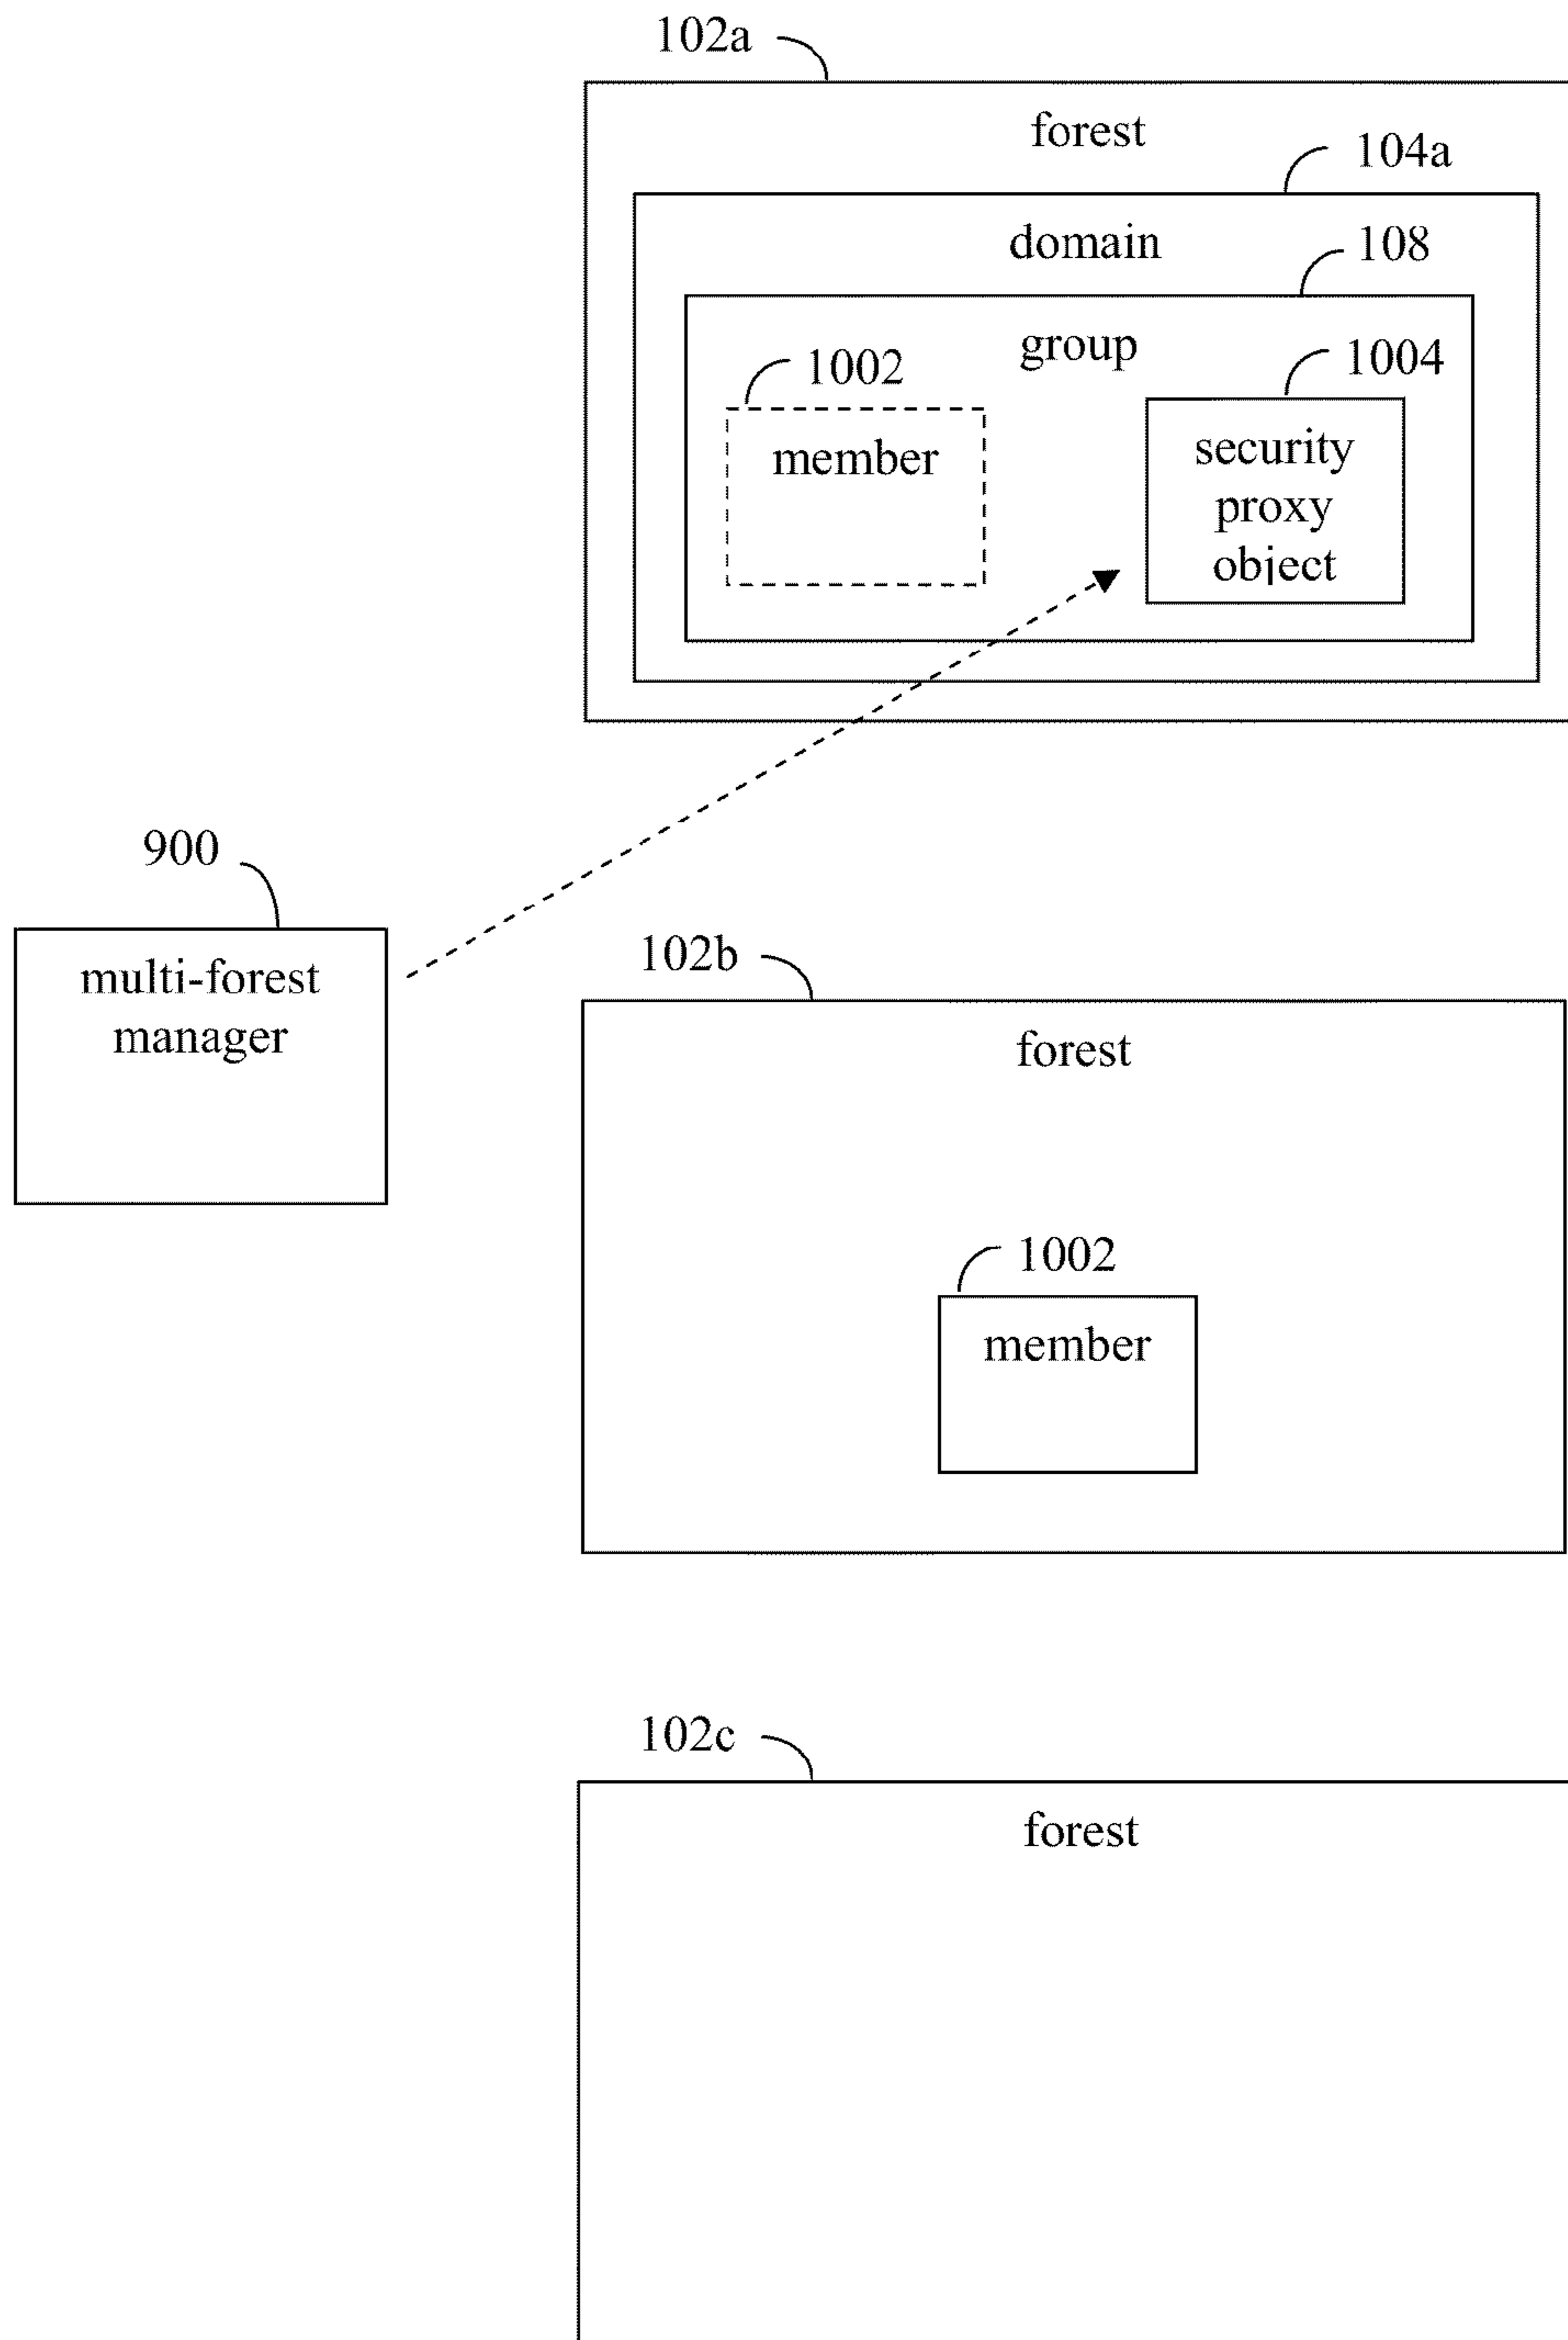 102a
forest
104a
domain
108
group
1002
1004
member
security
proxy
object
900
multi-forest
manager
102b
forest
1002
member
102c
forest